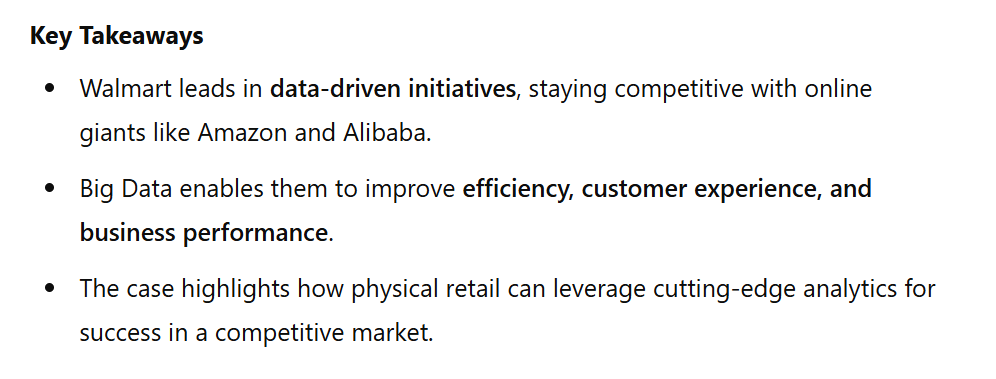 Key Takeaways
• Walmart leads in data-driven initiatives, staying competitive with online
giants like Amazon and Alibaba.
• Big Data enables them to improve efficiency, customer experience, and
business performance.
• The case highlights how physical retail can leverage cutting-edge analytics for
success in a competitive market.